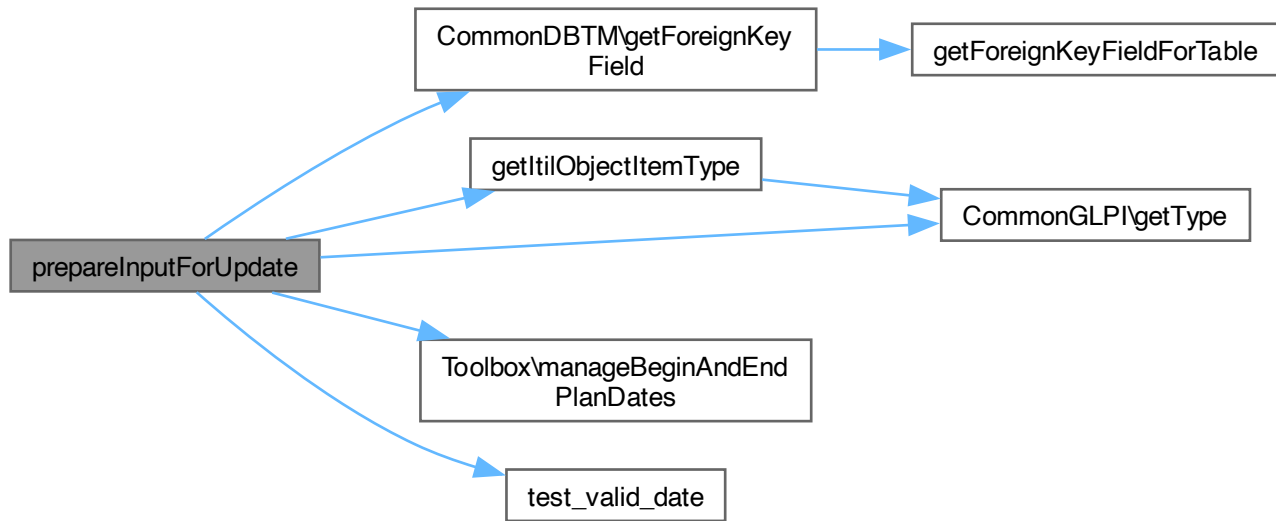 CommonDBTM\getForeignKey
Field
getForeignKeyFieldForTable
getItilObjectItemType
CommonGLPI\getType
prepareInputForUpdate
Toolbox\manageBeginAndEnd
PlanDates
test_valid_date